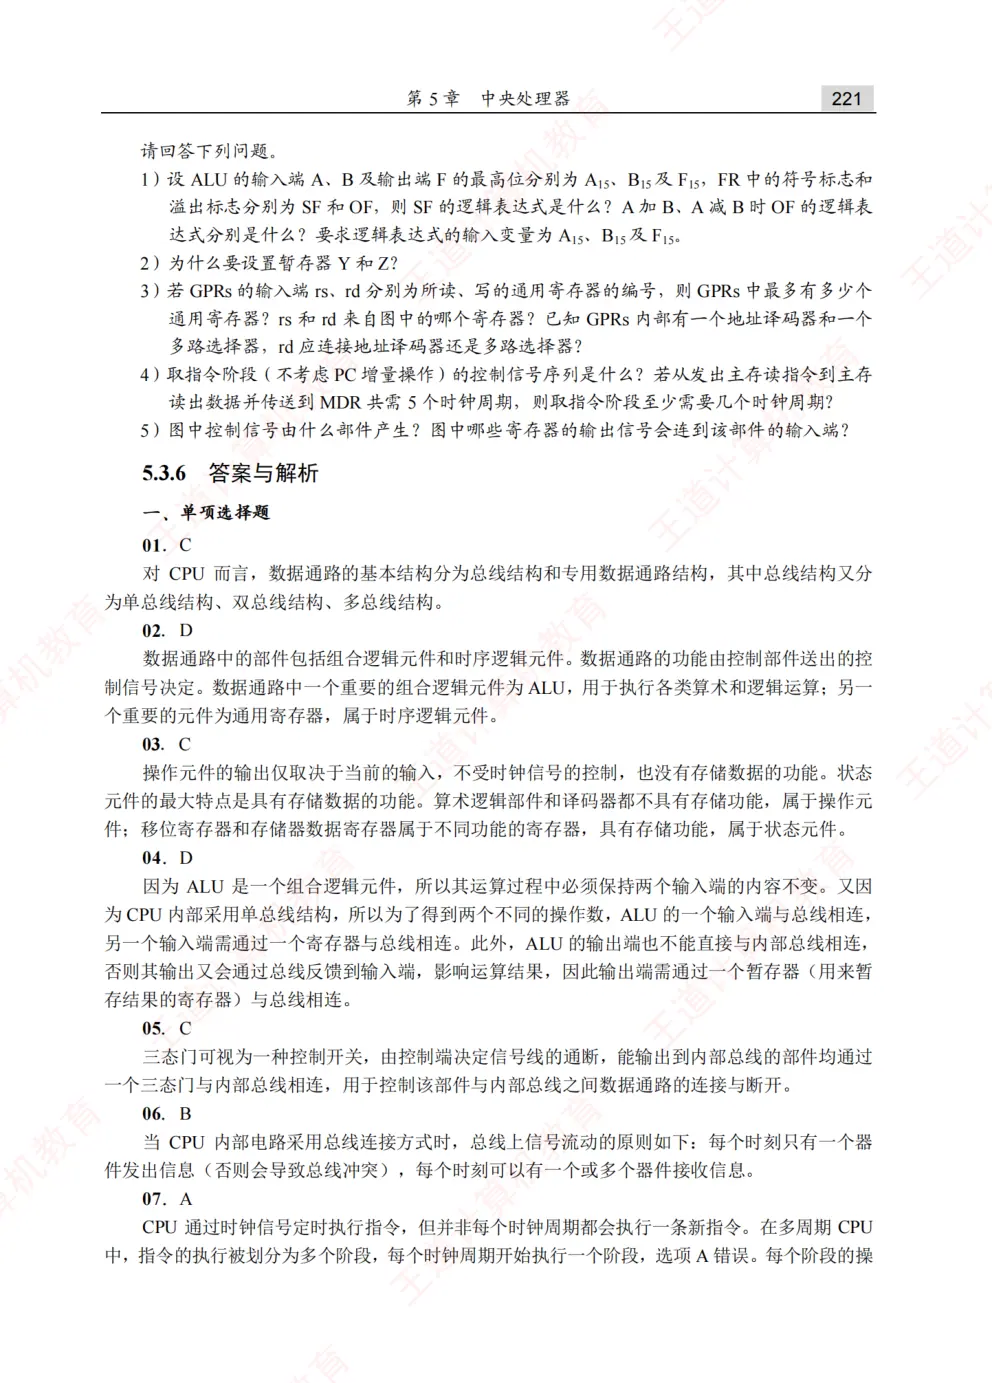 第 5 章 中央处理器 221
请回答下列问题。
1）设 ALU 的输入端 A、B 及输出端 F 的最高位分别为 A15、B15 及 F15，FR 中的符号标志和
溢出标志分别为 SF 和 OF，则 SF 的逻辑表达式是什么？A 加 B、A 减 B 时 OF 的逻辑表
达式分别是什么？要求逻辑表达式的输入变量为 A15、B15 及 F15。
2）为什么要设置暂存器 Y 和 Z？
3）若 GPRs 的输入端 rs、rd 分别为所读、写的通用寄存器的编号，则 GPRs 中最多有多少个
通用寄存器？rs 和 rd 来自图中的哪个寄存器？已知 GPRs 内部有一个地址译码器和一个
多路选择器，rd 应连接地址译码器还是多路选择器？
4）取指令阶段（不考虑 PC 增量操作）的控制信号序列是什么？若从发出主存读指令到主存
读出数据并传送到 MDR 共需 5 个时钟周期，则取指令阶段至少需要几个时钟周期？
5）图中控制信号由什么部件产生？图中哪些寄存器的输出信号会连到该部件的输入端？
5.3.6 答案与解析
一、单项选择题
01. C
对 CPU 而言，数据通路的基本结构分为总线结构和专用数据通路结构，其中总线结构又分
为单总线结构、双总线结构、多总线结构。
02. D
数据通路中的部件包括组合逻辑元件和时序逻辑元件。数据通路的功能由控制部件送出的控
制信号决定。数据通路中一个重要的组合逻辑元件为 ALU，用于执行各类算术和逻辑运算；另一
个重要的元件为通用寄存器，属于时序逻辑元件。
03. C
操作元件的输出仅取决于当前的输入，不受时钟信号的控制，也没有存储数据的功能。状态
元件的最大特点是具有存储数据的功能。算术逻辑部件和译码器都不具有存储功能，属于操作元
件；移位寄存器和存储器数据寄存器属于不同功能的寄存器，具有存储功能，属于状态元件。
04. D
因为 ALU 是一个组合逻辑元件，所以其运算过程中必须保持两个输入端的内容不变。又因
为 CPU 内部采用单总线结构，所以为了得到两个不同的操作数，ALU 的一个输入端与总线相连，
另一个输入端需通过一个寄存器与总线相连。此外，ALU 的输出端也不能直接与内部总线相连，
否则其输出又会通过总线反馈到输入端，影响运算结果，因此输出端需通过一个暂存器（用来暂
存结果的寄存器）与总线相连。
05. C
三态门可视为一种控制开关，由控制端决定信号线的通断，能输出到内部总线的部件均通过
一个三态门与内部总线相连，用于控制该部件与内部总线之间数据通路的连接与断开。
06. B
当 CPU 内部电路采用总线连接方式时，总线上信号流动的原则如下：每个时刻只有一个器
件发出信息（否则会导致总线冲突），每个时刻可以有一个或多个器件接收信息。
07. A
CPU 通过时钟信号定时执行指令，但并非每个时钟周期都会执行一条新指令。在多周期 CPU
中，指令的执行被划分为多个阶段，每个时钟周期开始执行一个阶段，选项 A 错误。每个阶段的操